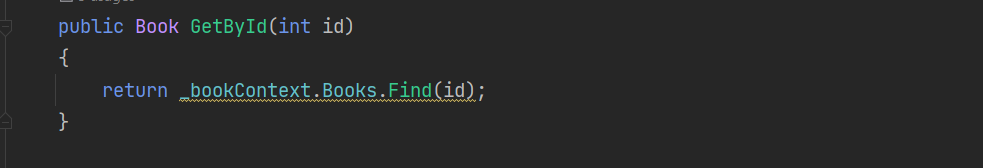 public Book GetById(int id)
{
return _bookContext.Books.Find(id);
}